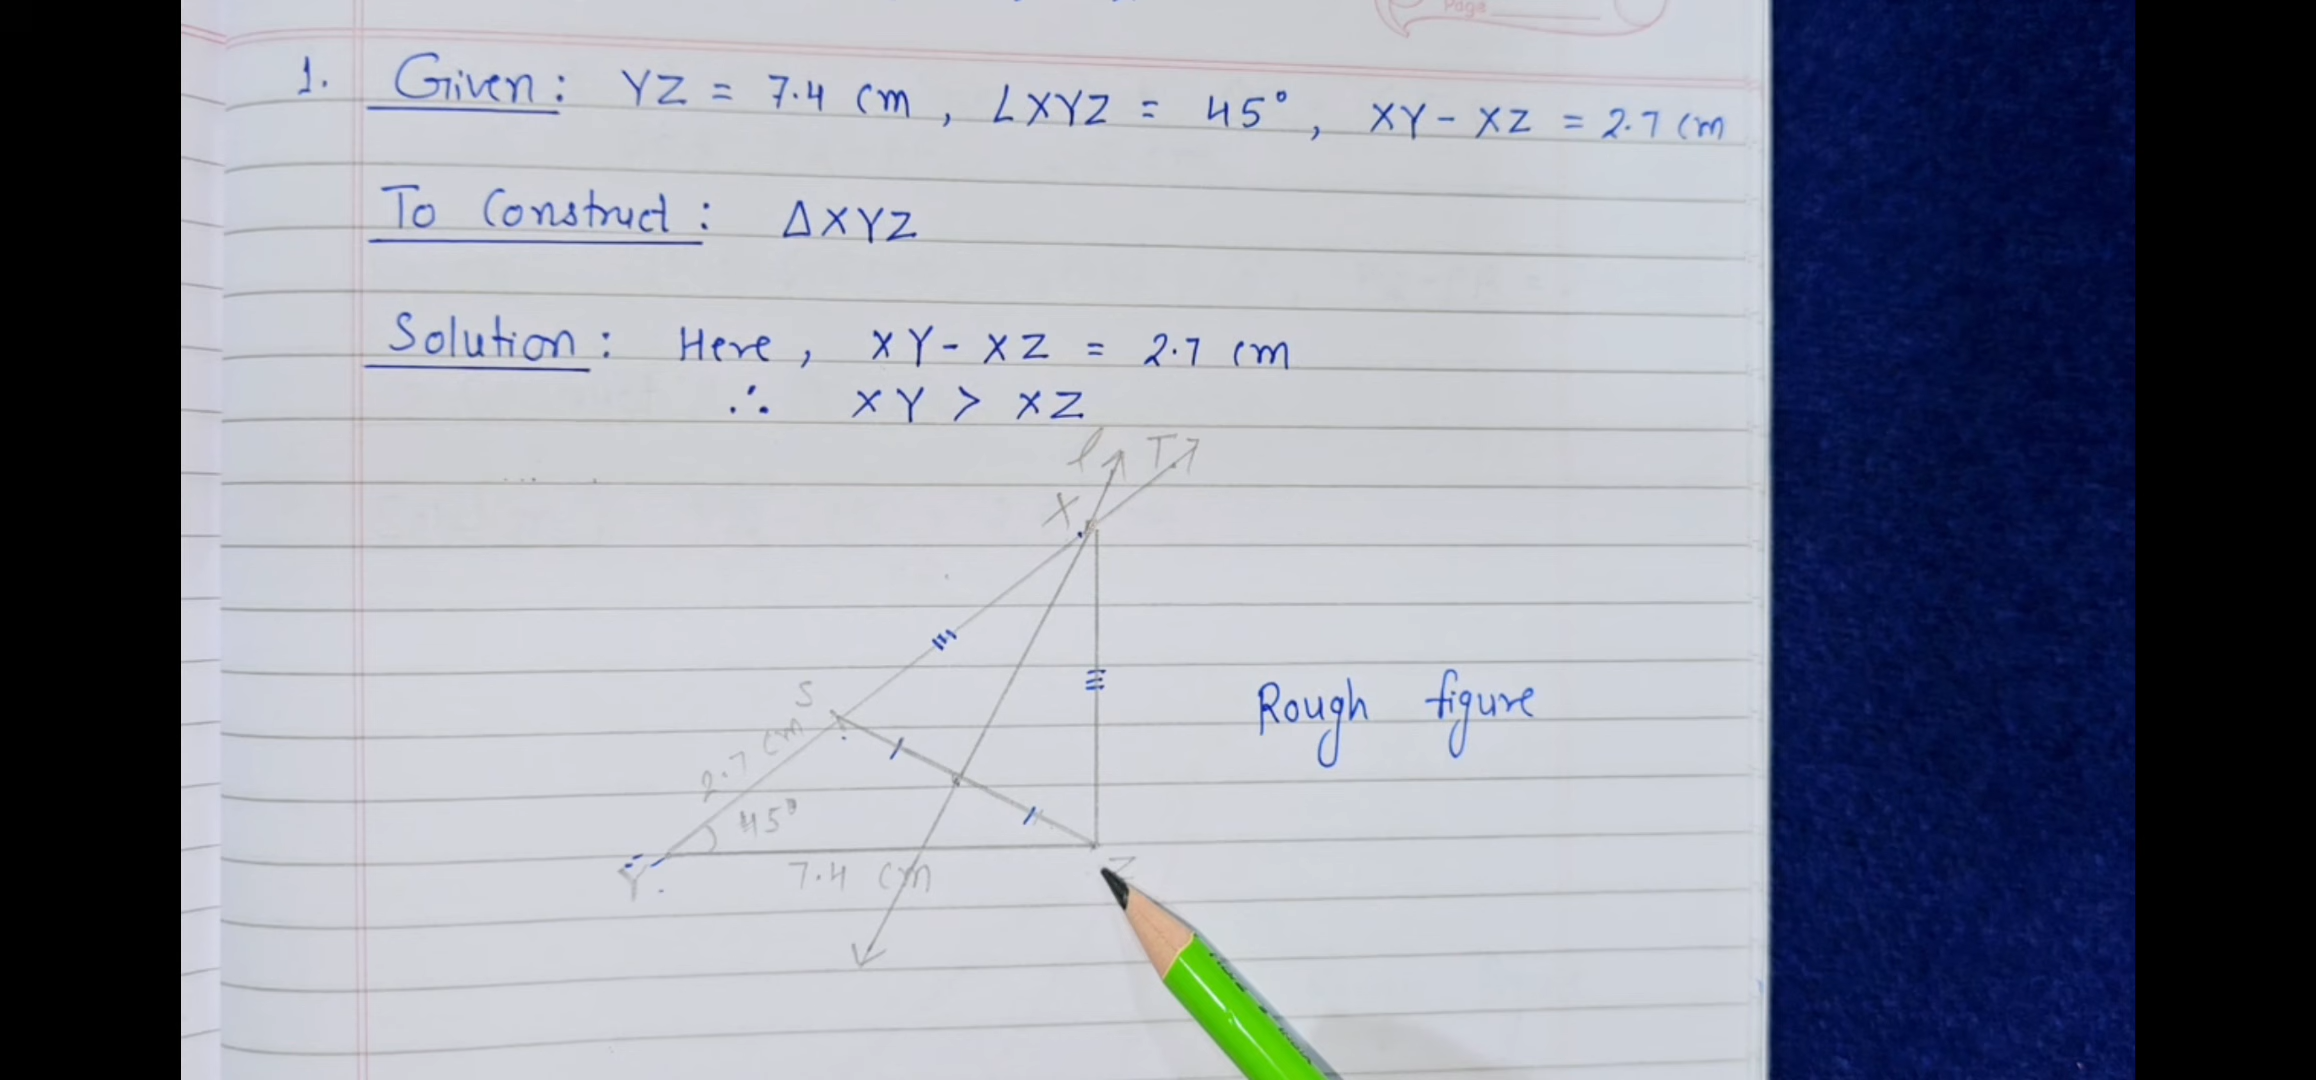 Page
1. Given: YZ = 7.4 cm, ∠XYZ = 45°, XY - XZ = 2.7 cm
To Construct: ΔXYZ
Solution: Here, XY - XZ = 2.7 cm
∴ XY > XZ
l T
X
S
2.7 cm
Rough figure
45°
Y 7.4 cm Z